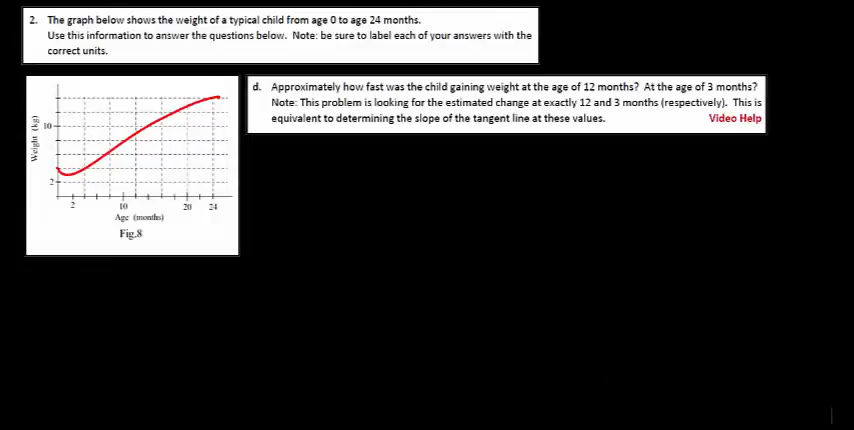 2. The graph below shows the weight of a typical child from age 0 to age 24 months.
Use this information to answer the questions below. Note: be sure to label each of your answers with the
correct units.
d. Approximately how fast was the child gaining weight at the age of 12 months? At the age of 3 months?
Note: This problem is looking for the estimated change at exactly 12 and 3 months (respectively). This is
equivalent to determining the slope of the tangent line at these values. Video Help
Weight (kg)
10
2
2 10 20 24
Age (months)
Fig.8